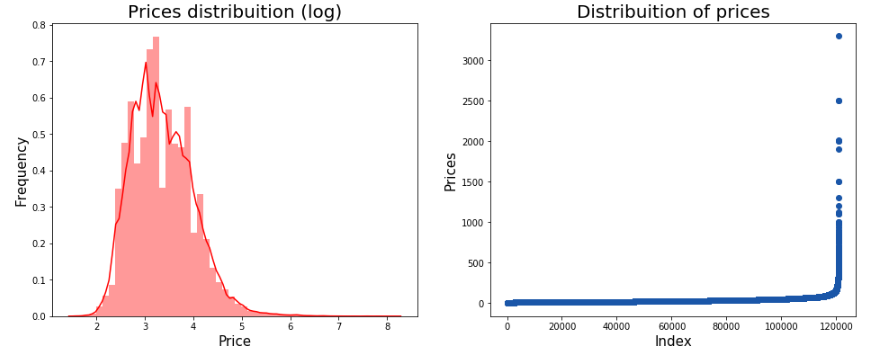 Prices distribuition (log)
0.8
0.7
0.6
0.5
0.4
0.3
0.2
0.1
0.0
Frequency
2 3 4 5 6 7 8
Price
Distribuition of prices
3000
2500
2000
1500
1000
500
0
Prices
0 20000 40000 60000 80000 100000 120000
Index